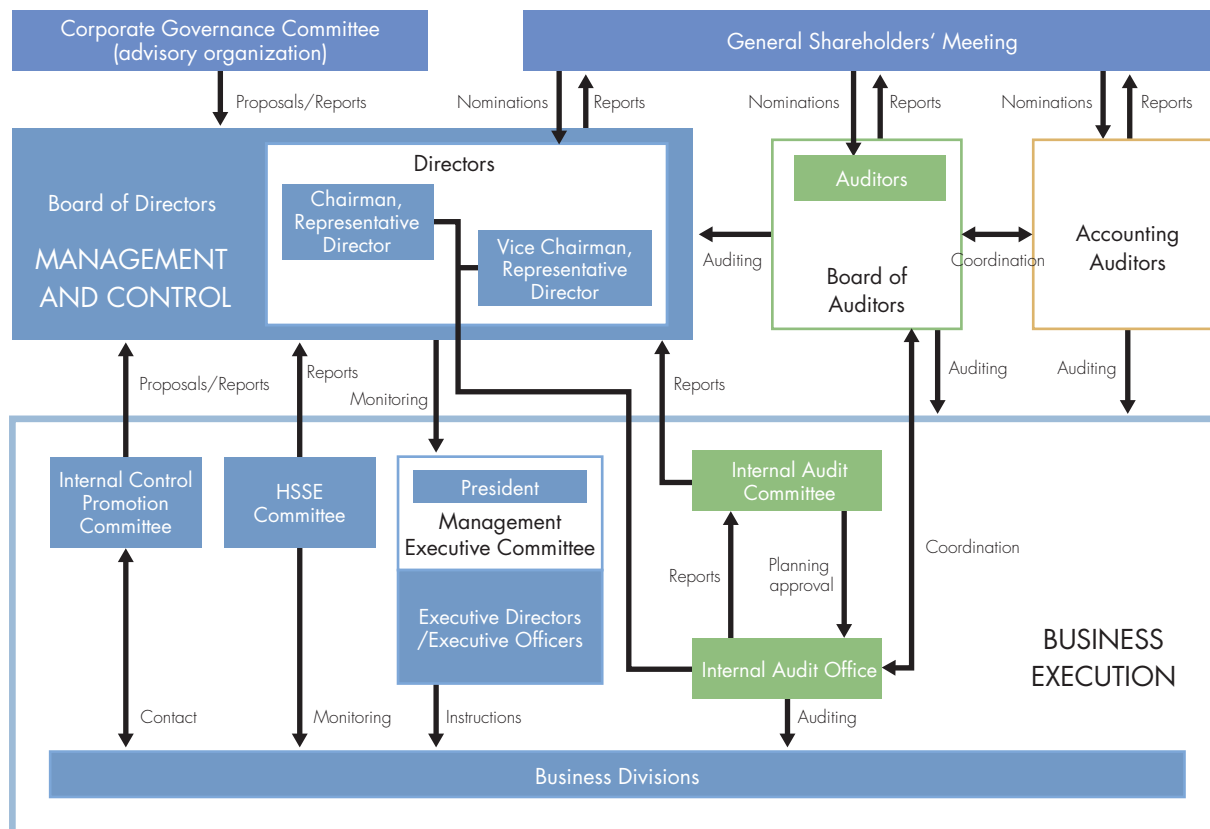 Corporate Governance Committee
(advisory organization)
General Shareholders' Meeting
Proposals/Reports
Nominations
Reports
Nominations
Reports
Nominations
Reports
Board of Directors
MANAGEMENT
AND CONTROL
Directors
Chairman,
Representative
Director
Vice Chairman,
Representative
Director
Auditing
Auditors
Board of
Auditors
Coordination
Accounting
Auditors
Proposals/Reports
Reports
Monitoring
Reports
Auditing
Auditing
Internal Control
Promotion
Committee
HSSE
Committee
President
Management
Executive Committee
Executive Directors
/Executive Officers
Internal Audit
Committee
Reports
Planning
approval
Coordination
Internal Audit Office
BUSINESS
EXECUTION
Contact
Monitoring
Instructions
Auditing
Business Divisions